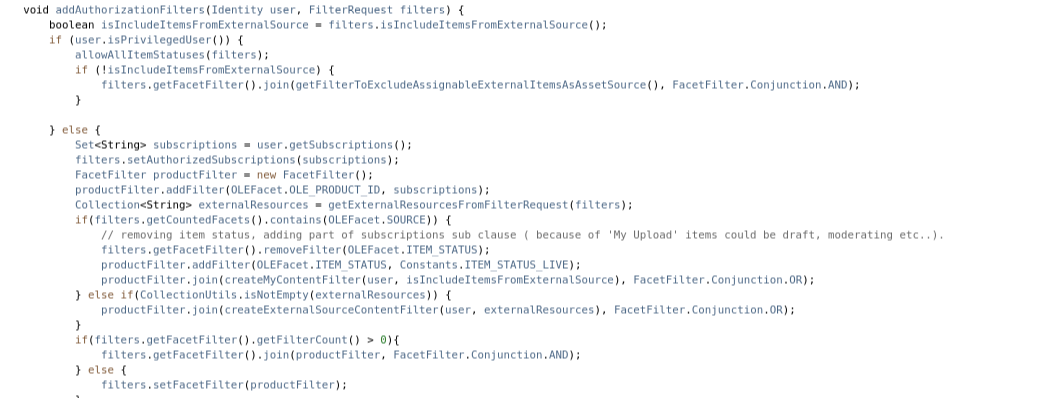 void addAuthorizationFilters(Identity user, FilterRequest filters) {
    boolean isIncludeItemsFromExternalSource = filters.isIncludeItemsFromExternalSource();
    if (user.isPrivilegedUser()) {
        allowAllItemStatuses(filters);
        if (!isIncludeItemsFromExternalSource) {
            filters.getFacetFilter().join(getFilterToExcludeAssignableExternalItemsAsAssetSource(), FacetFilter.Conjunction.AND);
        }

    } else {
        Set<String> subscriptions = user.getSubscriptions();
        filters.setAuthorizedSubscriptions(subscriptions);
        FacetFilter productFilter = new FacetFilter();
        productFilter.addFilter(OLEFacet.OLE_PRODUCT_ID, subscriptions);
        Collection<String> externalResources = getExternalResourcesFromFilterRequest(filters);
        if(filters.getCountedFacets().contains(OLEFacet.SOURCE)) {
            // removing item status, adding part of subscriptions sub clause ( because of 'My Upload' items could be draft, moderating etc..).
            filters.getFacetFilter().removeFilter(OLEFacet.ITEM_STATUS);
            productFilter.addFilter(OLEFacet.ITEM_STATUS, Constants.ITEM_STATUS_LIVE);
            productFilter.join(createMyContentFilter(user, isIncludeItemsFromExternalSource), FacetFilter.Conjunction.OR);
        } else if(CollectionUtils.isNotEmpty(externalResources)) {
            productFilter.join(createExternalSourceContentFilter(user, externalResources), FacetFilter.Conjunction.OR);
        }
        if(filters.getFacetFilter().getFilterCount() > 0){
            filters.getFacetFilter().join(productFilter, FacetFilter.Conjunction.AND);
        } else {
            filters.setFacetFilter(productFilter);